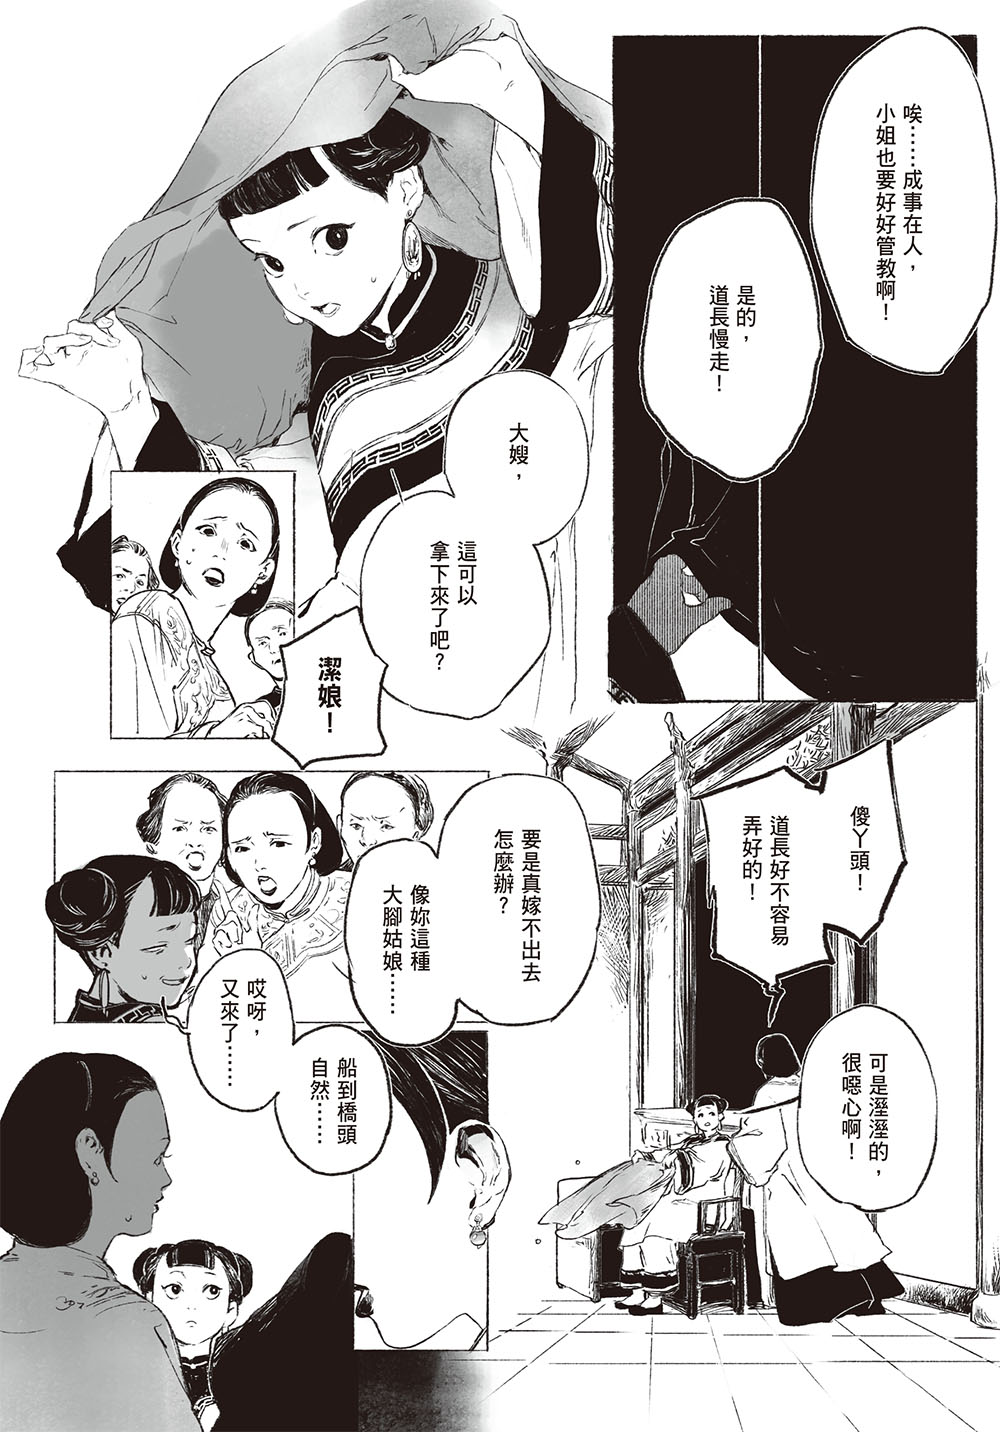 唉……成事在人，
小姐也要好好管教啊！
是的，
道長慢走！
大嫂，
這可以
拿下來了吧？
潔娘！
傻丫頭！
道長好不容易
弄好的！
可是溼溼的，
很噁心啊！
要是真嫁不出去
怎麼辦？
像妳這種
大腳姑娘……
哎呀，
又來了……
船到橋頭
自然……